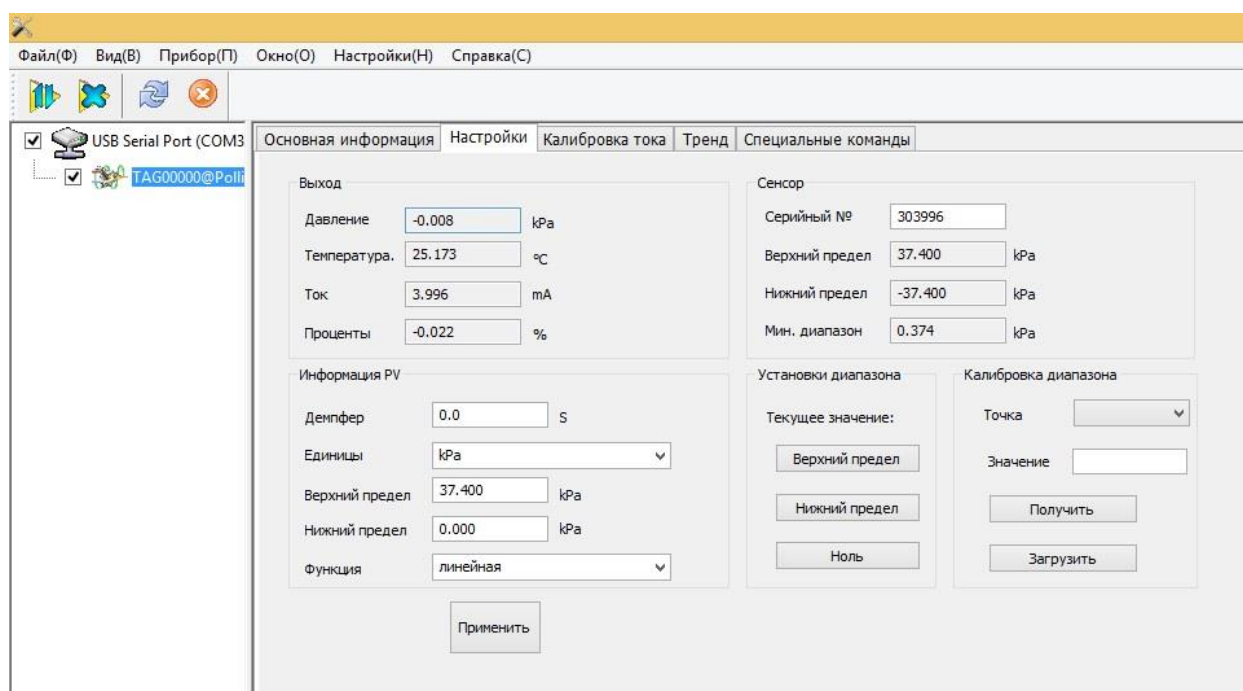 Файл(Ф) Вид(В) Прибор(П) Окно(О) Настройки(Н) Справка(С)
USB Serial Port (COM3
TAG00000@Polli
Основная информация Настройки Калибровка тока Тренд Специальные команды
Выход
Давление -0.008 kPa
Температура. 25.173 ºC
Ток 3.996 mA
Проценты -0.022 %
Сенсор
Серийный № 303996
Верхний предел 37.400 kPa
Нижний предел -37.400 kPa
Мин. диапазон 0.374 kPa
Информация PV
Демпфер 0.0 S
Единицы kPa
Верхний предел 37.400 kPa
Нижний предел 0.000 kPa
Функция линейная
Применить
Установки диапазона
Текущее значение:
Верхний предел
Нижний предел
Ноль
Калибровка диапазона
Точка
Значение
Получить
Загрузить